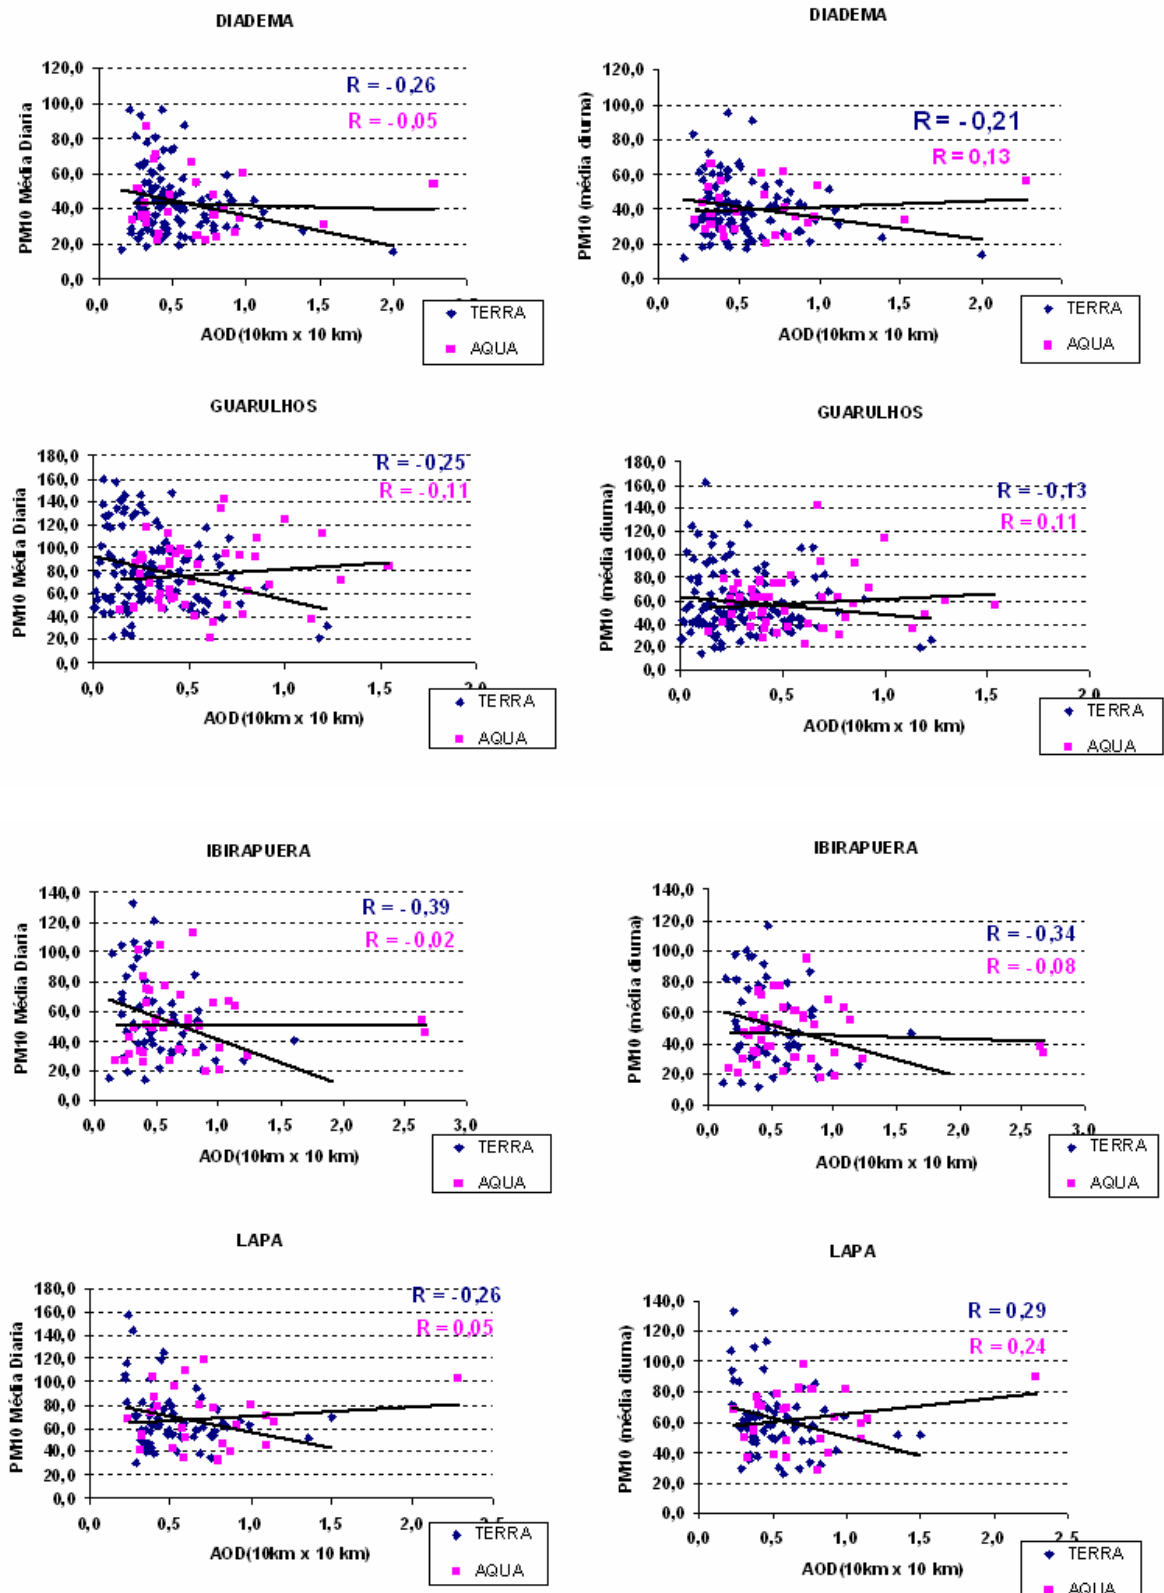 DIADEMA
PM10 Média Diaria
120,0
100,0
80,0
60,0
40,0
20,0
0,0
R = -0,26
R = -0,05
0,0 0,5 1,0 1,5 2,0
AOD(10km x 10 km)
TERRA
AQUA
DIADEMA
PM10 (média diurna)
120,0
100,0
80,0
60,0
40,0
20,0
0,0
R = -0,21
R = 0,13
0,0 0,5 1,0 1,5 2,0 2,5
AOD(10km x 10 km)
TERRA
AQUA
GUARULHOS
PM10 Média Diaria
180,0
160,0
140,0
120,0
100,0
80,0
60,0
40,0
20,0
0,0
R = -0,25
R = -0,11
0,0 0,5 1,0 1,5 2,0
AOD(10km x 10 km)
TERRA
AQUA
GUARULHOS
PM10 (média diurna)
180,0
160,0
140,0
120,0
100,0
80,0
60,0
40,0
20,0
0,0
R = -0,13
R = 0,11
0,0 0,5 1,0 1,5 2,0
AOD(10km x 10 km)
TERRA
AQUA
IBIRAPUERA
PM10 Média Diaria
140,0
120,0
100,0
80,0
60,0
40,0
20,0
0,0
R = -0,39
R = -0,02
0,0 0,5 1,0 1,5 2,0 2,5 3,0
AOD(10km x 10 km)
TERRA
AQUA
IBIRAPUERA
PM10 (média diurna)
140,0
120,0
100,0
80,0
60,0
40,0
20,0
0,0
R = -0,34
R = -0,08
0,0 0,5 1,0 1,5 2,0 2,5 3,0
AOD(10km x 10 km)
TERRA
AQUA
LAPA
PM10 Média Diaria
180,0
160,0
140,0
120,0
100,0
80,0
60,0
40,0
20,0
0,0
R = -0,26
R = 0,05
0,0 0,5 1,0 1,5 2,0 2,5
AOD(10km x 10 km)
TERRA
AQUA
LAPA
PM10 (média diurna)
140,0
120,0
100,0
80,0
60,0
40,0
20,0
0,0
R = 0,29
R = 0,24
0,0 0,5 1,0 1,5 2,0 2,5
AOD(10km x 10 km)
TERRA
AQUA